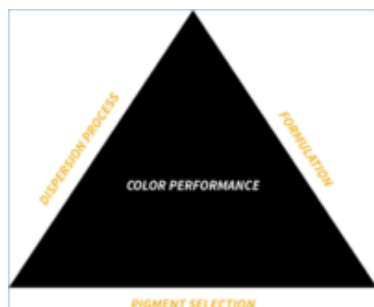 DISPERSION PROCESS
FORMULATION
COLOR PERFORMANCE
PIGMENT SELECTION